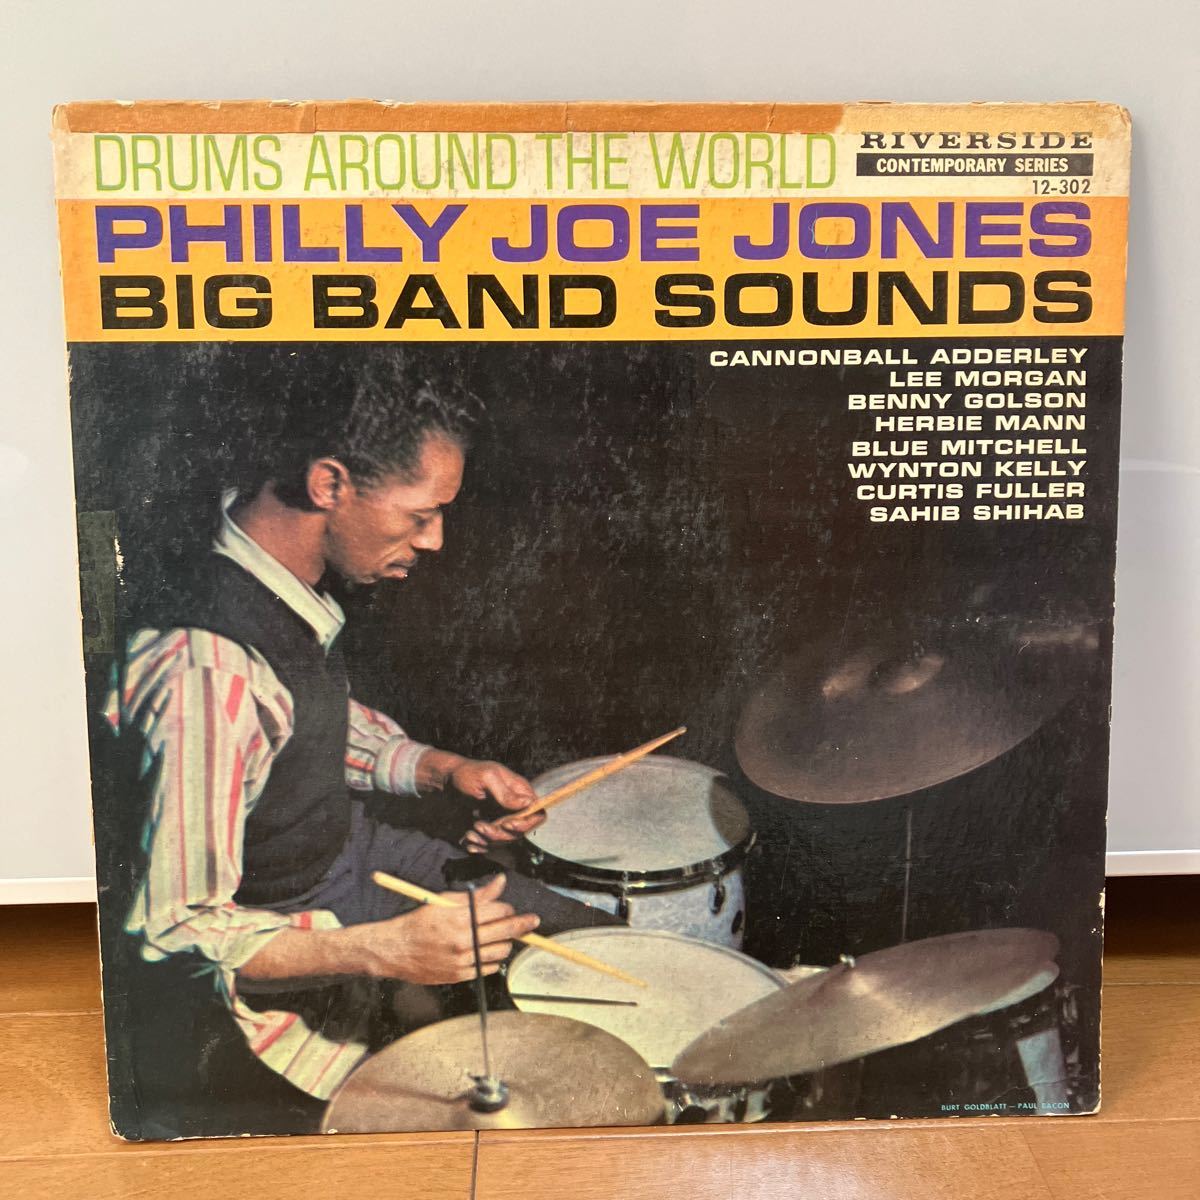 DRUMS AROUND THE WORLD
RIVERSIDE
CONTEMPORARY SERIES
12-302
PHILLY JOE JONES
BIG BAND SOUNDS
CANNONBALL ADDERLEY
LEE MORGAN
BENNY GOLSON
HERBIE MANN
BLUE MITCHELL
WYNTON KELLY
CURTIS FULLER
SAHIB SHIHAB
BURT GOLDBLATT — PAUL BACON